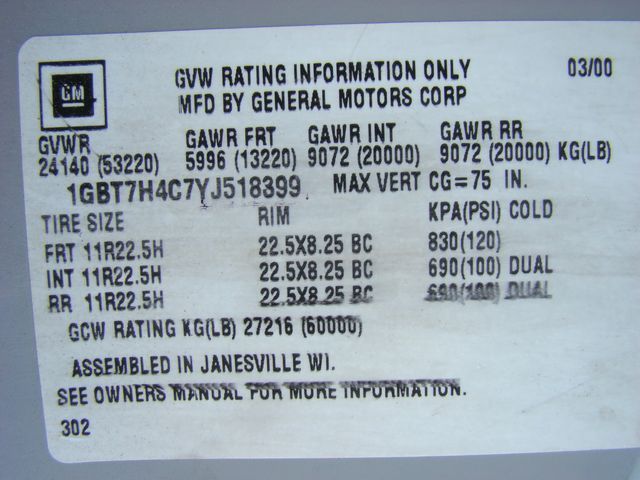 GM
GVW RATING INFORMATION ONLY 03/00
MFD BY GENERAL MOTORS CORP
GVWR GAWR FRT GAWR INT GAWR RR
24140 (53220) 5996 (13220) 9072 (20000) 9072 (20000) KG(LB)
1GBT7H4C7YJ518399 MAX VERT CG=75 IN.
TIRE SIZE RIM KPA(PSI) COLD
FRT 11R22.5H 22.5X8.25 BC 830(120)
INT 11R22.5H 22.5X8.25 BC 690(100) DUAL
RR 11R22.5H 22.5X8.25 BC 690(100) DUAL
GCW RATING KG(LB) 27216 (60000)
ASSEMBLED IN JANESVILLE WI.
SEE OWNERS MANUAL FOR MORE INFORMATION.
302